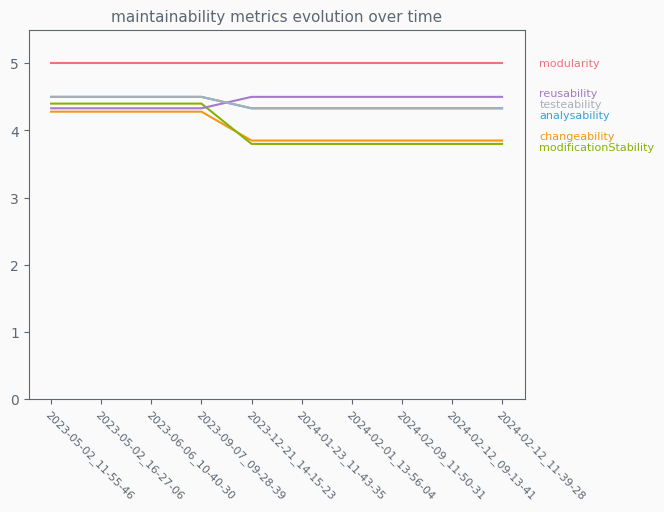 maintainability metrics evolution over time
5
4
3
2
1
0
modularity
reusability
testeability
analysability
changeability
modificationStability
2023-05-02_11-55-46
2023-05-02_16-27-06
2023-06-06_10-40-30
2023-09-07_09-28-39
2023-12-21_14-15-23
2024-01-23_11-43-35
2024-02-01_13-56-04
2024-02-09_11-50-31
2024-02-12_09-13-41
2024-02-12_11-39-28